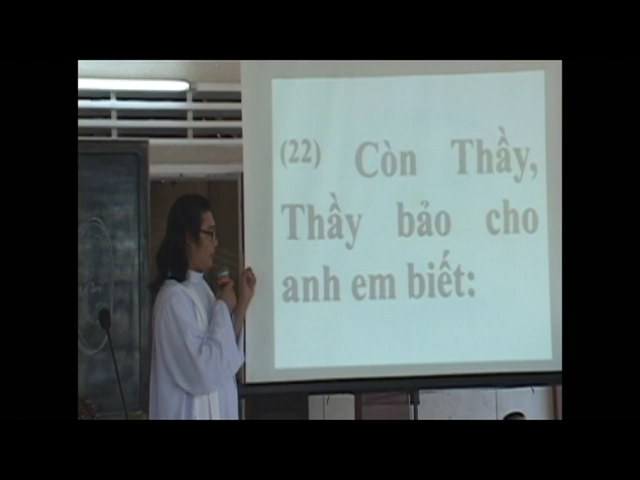 (22) Còn Thầy,
Thầy bảo cho
anh em biết: